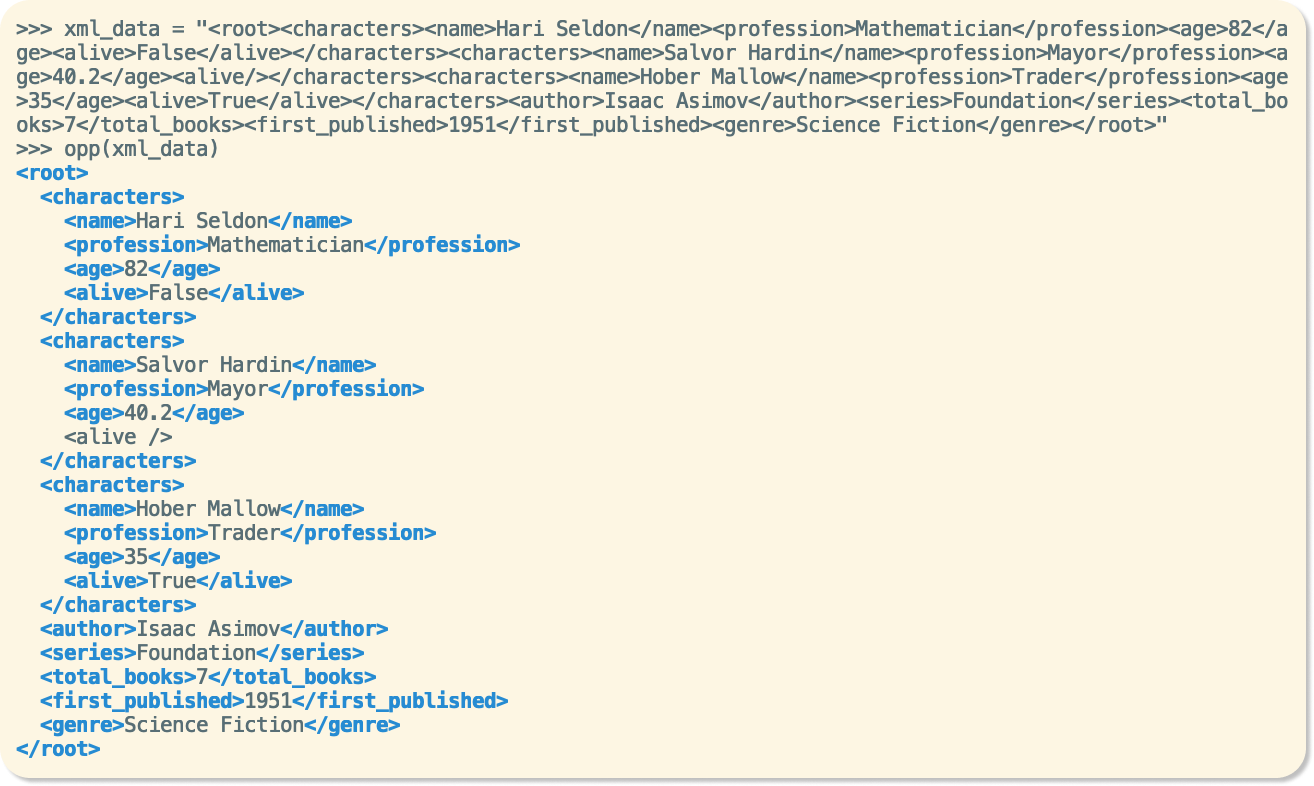 >>> xml_data = "<root><characters><name>Hari Seldon</name><profession>Mathematician</profession><age>82</a
ge><alive>False</alive></characters><characters><name>Salvor Hardin</name><profession>Mayor</profession><a
ge>40.2</age><alive/></characters><characters><name>Hober Mallow</name><profession>Trader</profession><age
>35</age><alive>True</alive></characters><author>Isaac Asimov</author><series>Foundation</series><total_bo
oks>7</total_books><first_published>1951</first_published><genre>Science Fiction</genre></root>"
>>> opp(xml_data)
<root>
  <characters>
    <name>Hari Seldon</name>
    <profession>Mathematician</profession>
    <age>82</age>
    <alive>False</alive>
  </characters>
  <characters>
    <name>Salvor Hardin</name>
    <profession>Mayor</profession>
    <age>40.2</age>
    <alive />
  </characters>
  <characters>
    <name>Hober Mallow</name>
    <profession>Trader</profession>
    <age>35</age>
    <alive>True</alive>
  </characters>
  <author>Isaac Asimov</author>
  <series>Foundation</series>
  <total_books>7</total_books>
  <first_published>1951</first_published>
  <genre>Science Fiction</genre>
</root>